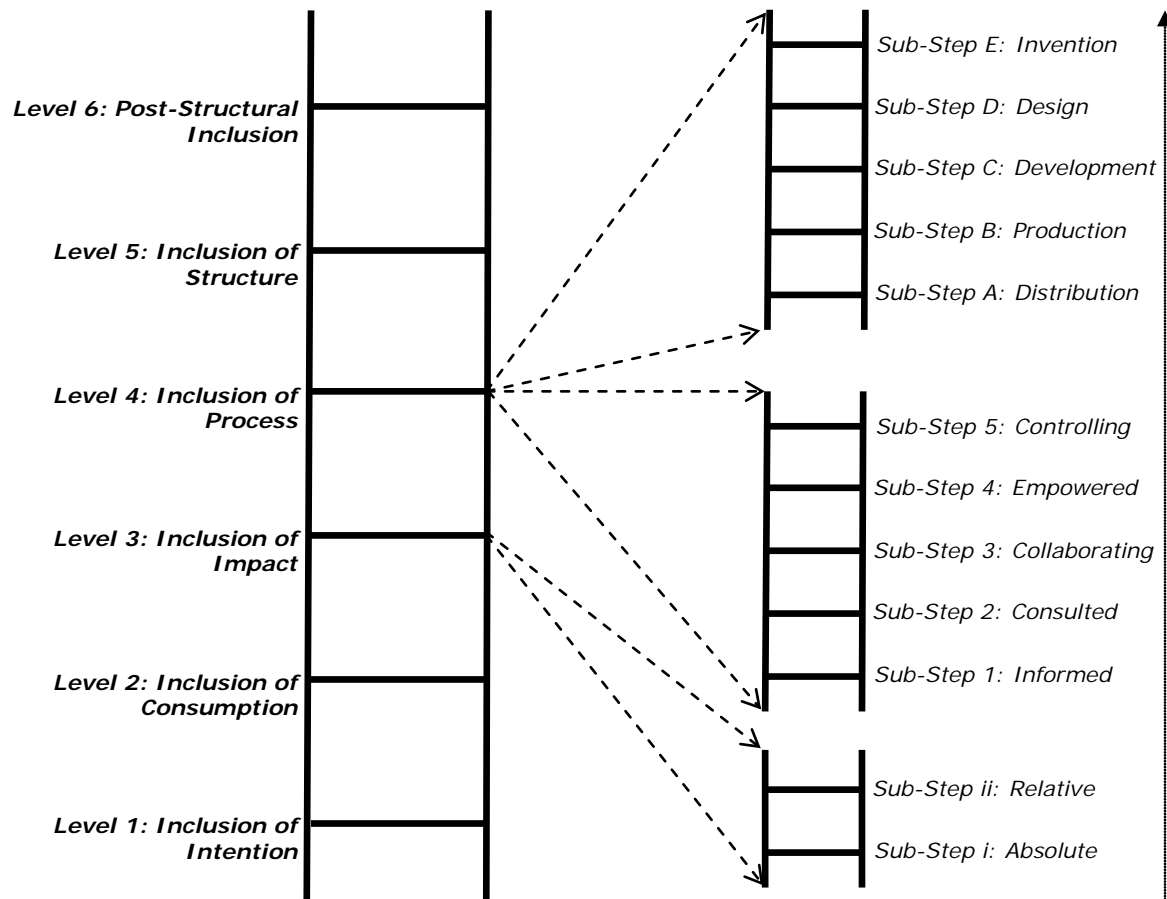 Level 6: Post-Structural
Inclusion
Level 5: Inclusion of
Structure
Level 4: Inclusion of
Process
Level 3: Inclusion of
Impact
Level 2: Inclusion of
Consumption
Level 1: Inclusion of
Intention
Sub-Step E: Invention
Sub-Step D: Design
Sub-Step C: Development
Sub-Step B: Production
Sub-Step A: Distribution
Sub-Step 5: Controlling
Sub-Step 4: Empowered
Sub-Step 3: Collaborating
Sub-Step 2: Consulted
Sub-Step 1: Informed
Sub-Step ii: Relative
Sub-Step i: Absolute